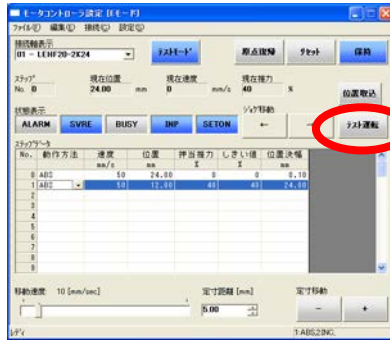 モータコントローラ設定 [Eモード]
ファイル(F) 編集(E) 接続(C) 設定(S)
接続軸表示
01 - LEHF20-2K24
テストモード 原点復帰 リセット 保持
ステップ 現在位置 現在速度 現在推力
No. 0 24.00 mm 0 mm/s 40 %
位置取込
状態表示 ジョグ移動
ALARM SVRE BUSY INP SETON ← → テスト運転
ステップデータ
No. 動作方法 速度 位置 押当推力 しきい値 位置決幅
mm/s mm % % mm
0 ABS 50 24.00 0 0 0.10
1 ABS 50 12.00 40 40 24.00
2
3
4
5
6
7
8
9
移動速度 10 [mm/sec] 定寸距離 [mm] 定寸移動
5.00 - +
レディ 1:ABS,2:INC.